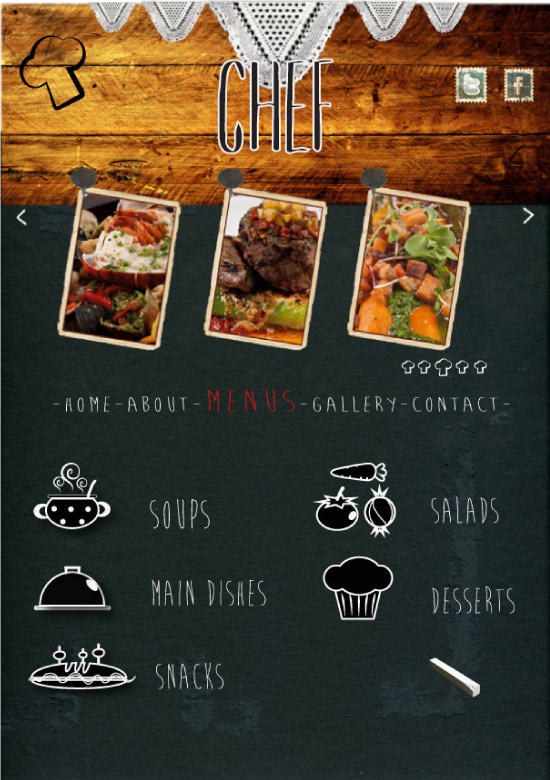 CHEF
-HOME-ABOUT-MENUS-GALLERY-CONTACT-
SOUPS
SALADS
MAIN DISHES
DESSERTS
SNACKS